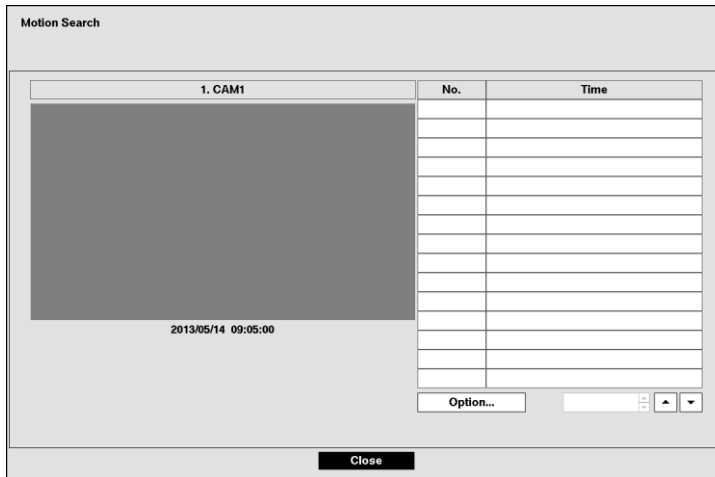 Motion Search
1. CAM1
No. Time
2013/05/14 09:05:00
Option...
Close